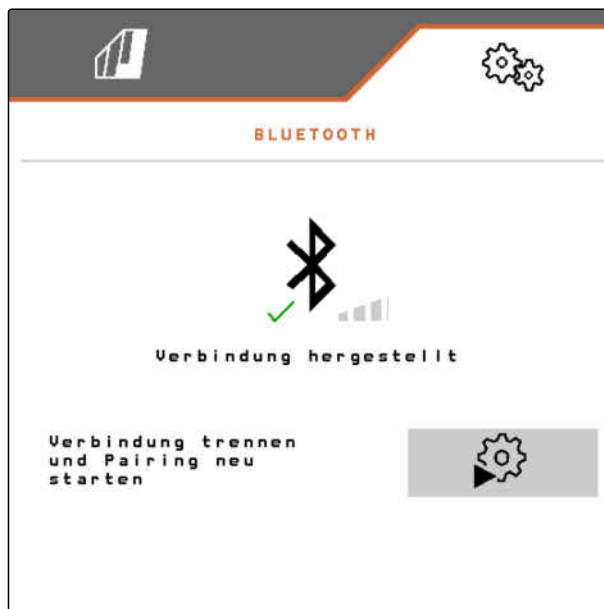 BLUETOOTH
Verbindung hergestellt
Verbindung trennen
und Pairing neu
starten